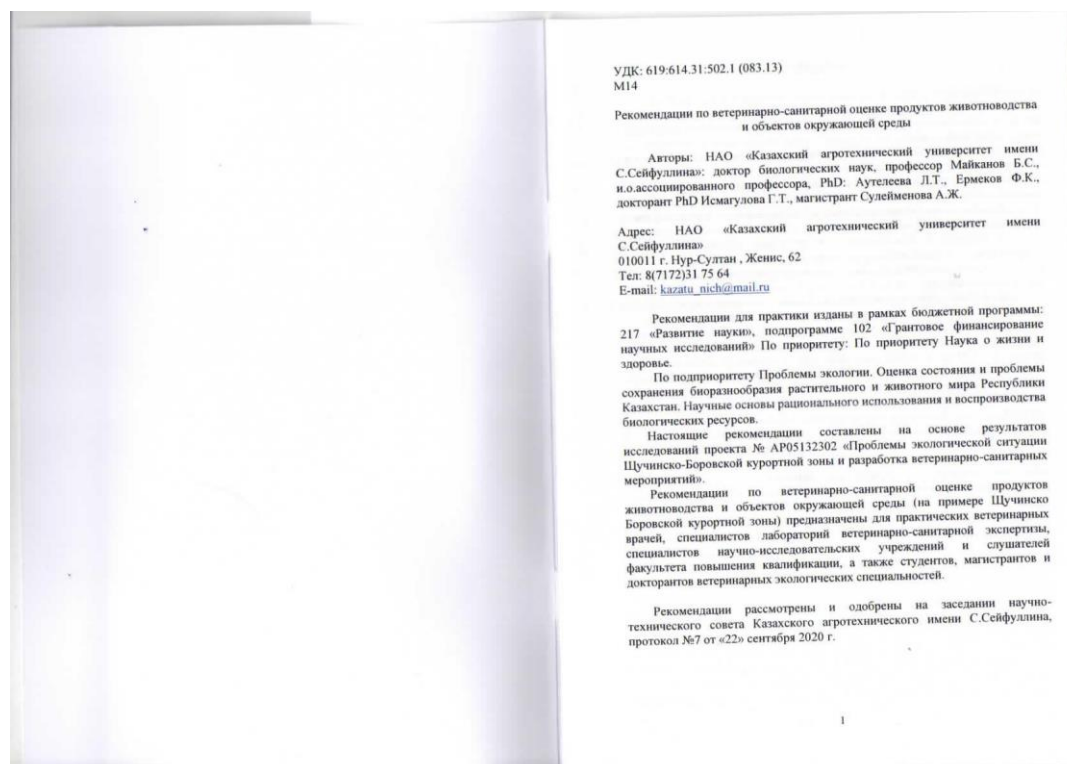 УДК: 619:614.31:502.1 (083.13)
М14
Рекомендации по ветеринарно-санитарной оценке продуктов животноводства
и объектов окружающей среды
Авторы: НАО «Казахский агротехнический университет имени
С.Сейфуллина»: доктор биологических наук, профессор Майканов Б.С.,
и.о.ассоциированного профессора, PhD: Аутелеева Л.Т., Ермеков Ф.К.,
докторант PhD Исмагулова Г.Т., магистрант Сулейменова А.Ж.
Адрес: НАО «Казахский агротехнический университет имени
С.Сейфуллина»
010011 г. Нур-Султан , Женис, 62
Тел: 8(7172)31 75 64
E-mail: kazatu_nich@mail.ru
Рекомендации для практики изданы в рамках бюджетной программы:
217 «Развитие науки», подпрограмме 102 «Грантовое финансирование
научных исследований» По приоритету: По приоритету Наука о жизни и
здоровье.
По подприоритету Проблемы экологии. Оценка состояния и проблемы
сохранения биоразнообразия растительного и животного мира Республики
Казахстан. Научные основы рационального использования и воспроизводства
биологических ресурсов.
Настоящие рекомендации составлены на основе результатов
исследований проекта № АР05132302 «Проблемы экологической ситуации
Щучинско-Боровской курортной зоны и разработка ветеринарно-санитарных
мероприятий».
Рекомендации по ветеринарно-санитарной оценке продуктов
животноводства и объектов окружающей среды (на примере Щучинско
Боровской курортной зоны) предназначены для практических ветеринарных
врачей, специалистов лабораторий ветеринарно-санитарной экспертизы,
специалистов научно-исследовательских учреждений и слушателей
факультета повышения квалификации, а также студентов, магистрантов и
докторантов ветеринарных экологических специальностей.
Рекомендации рассмотрены и одобрены на заседании научно-
технического совета Казахского агротехнического имени С.Сейфуллина,
протокол №7 от «22» сентября 2020 г.
1